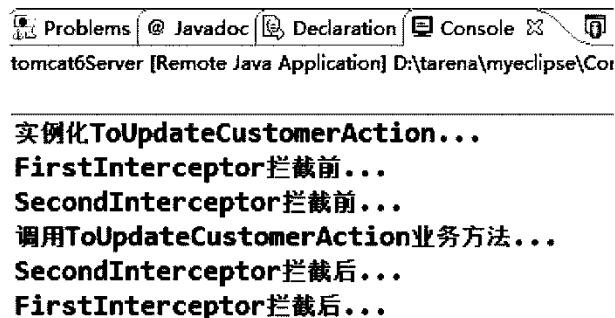 Problems @ Javadoc Declaration Console
tomcat6Server [Remote Java Application] D:\tarena\myeclipse\Cor
实例化ToUpdateCustomerAction...
FirstInterceptor拦截前...
SecondInterceptor拦截前...
调用ToUpdateCustomerAction业务方法...
SecondInterceptor拦截后...
FirstInterceptor拦截后...